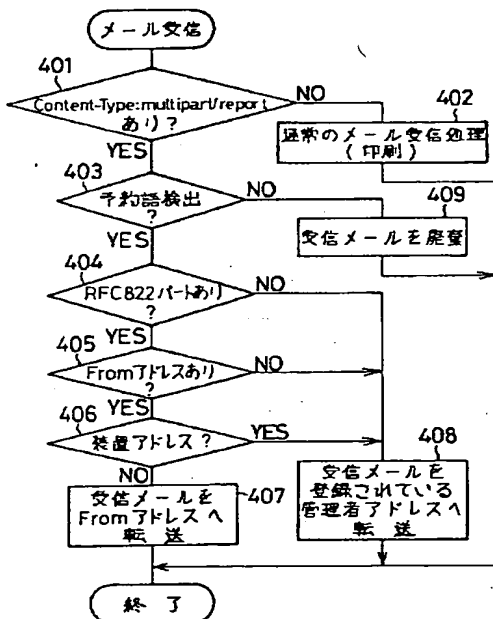 メール受信
401
Content-Type:multipart/report
あり?
NO
402
通常のメール受信処理
(印刷)
YES
403
予約語検出
?
NO
409
受信メールを廃棄
YES
404
RFC822パートあり
?
NO
YES
405
Fromアドレスあり
?
NO
YES
406
装置アドレス?
YES
NO
407
受信メールを
Fromアドレスへ
転送
408
受信メールを
登録されている
管理者アドレスへ
転送
終了